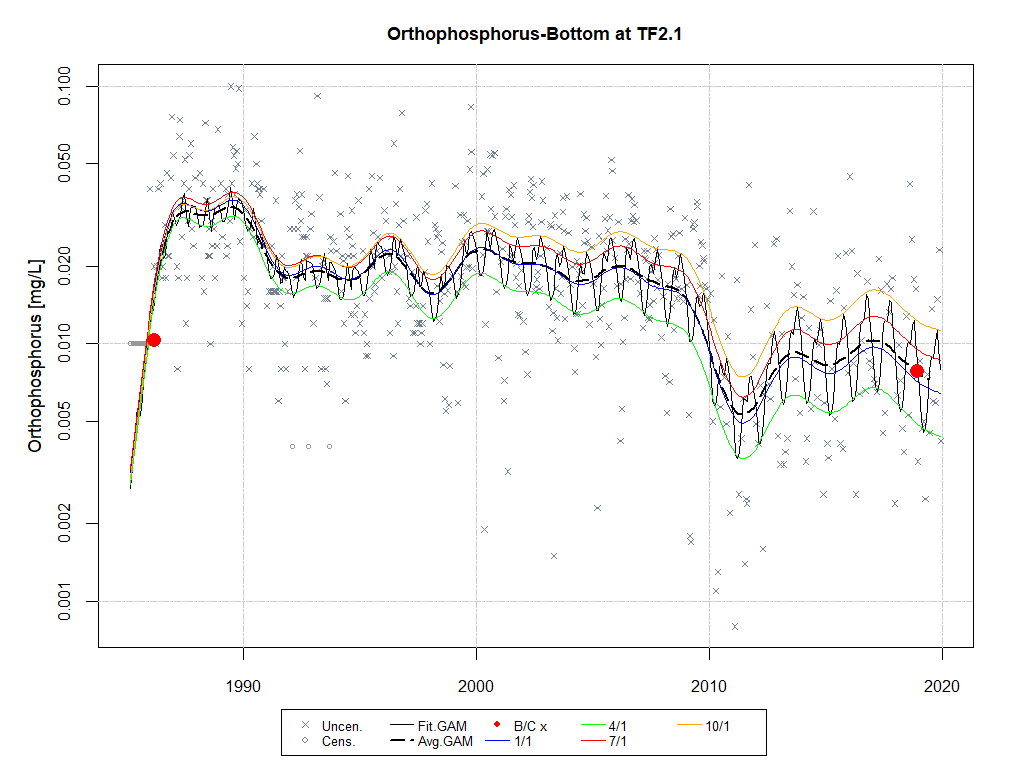 Orthophosphorus-Bottom at TF2.1
Orthophosphorus [mg/L]
0.100
0.050
0.020
0.010
0.005
0.002
0.001
1990 2000 2010 2020
Uncen. Fit.GAM B/C x 4/1 10/1
Cens. Avg.GAM 1/1 7/1